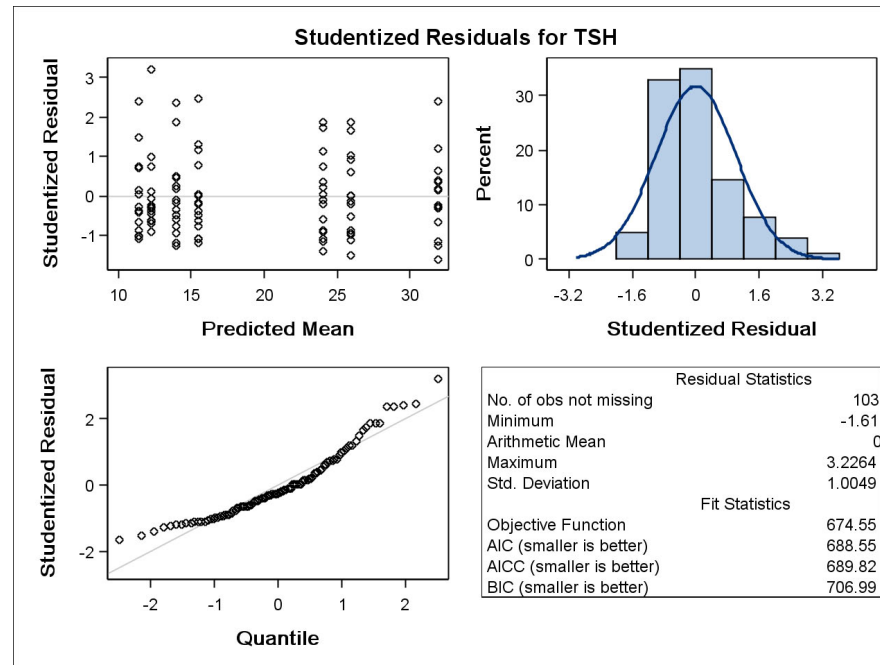 Studentized Residuals for TSH
Studentized Residual
3
2
1
0
-1
10 15 20 25 30
Predicted Mean
Percent
30
20
10
0
-3.2 -1.6 0 1.6 3.2
Studentized Residual
Studentized Residual
2
0
-2
-2 -1 0 1 2
Quantile
Residual Statistics
No. of obs not missing 103
Minimum -1.61
Arithmetic Mean 0
Maximum 3.2264
Std. Deviation 1.0049
Fit Statistics
Objective Function 674.55
AIC (smaller is better) 688.55
AICC (smaller is better) 689.82
BIC (smaller is better) 706.99